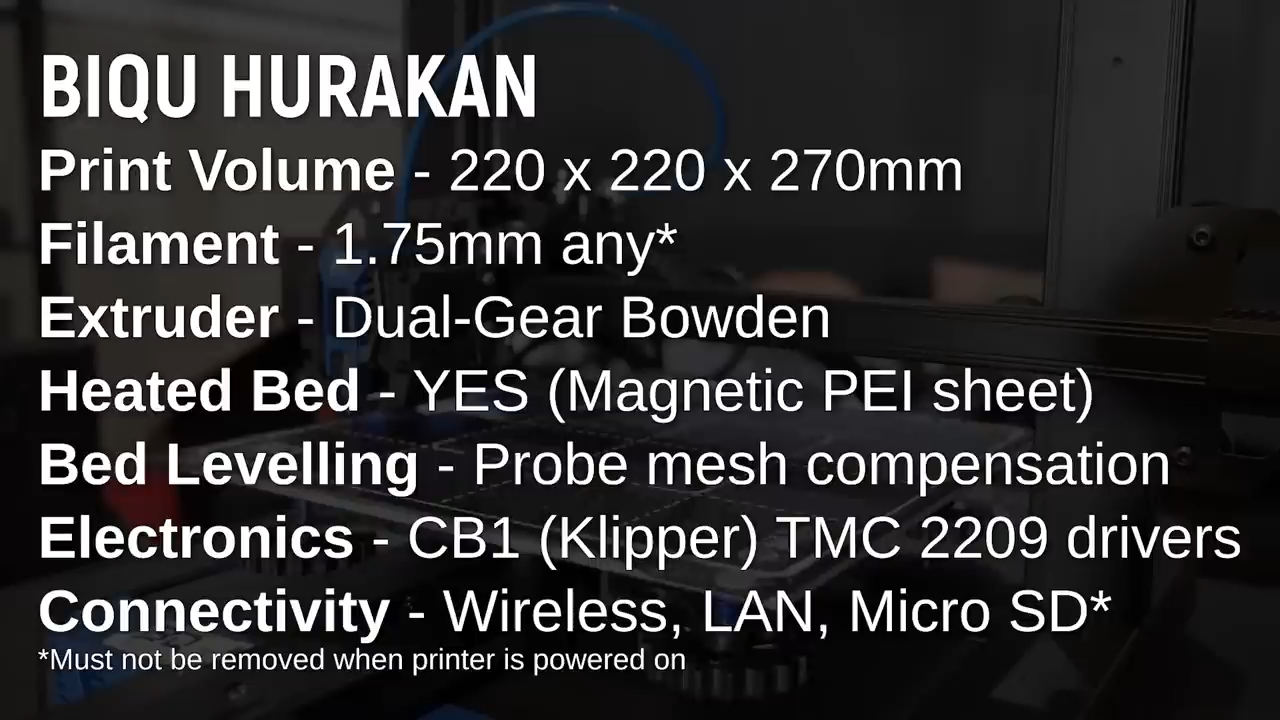 BIQU HURAKAN
Print Volume - 220 x 220 x 270mm
Filament - 1.75mm any*
Extruder - Dual-Gear Bowden
Heated Bed - YES (Magnetic PEI sheet)
Bed Levelling - Probe mesh compensation
Electronics - CB1 (Klipper) TMC 2209 drivers
Connectivity - Wireless, LAN, Micro SD*
*Must not be removed when printer is powered on